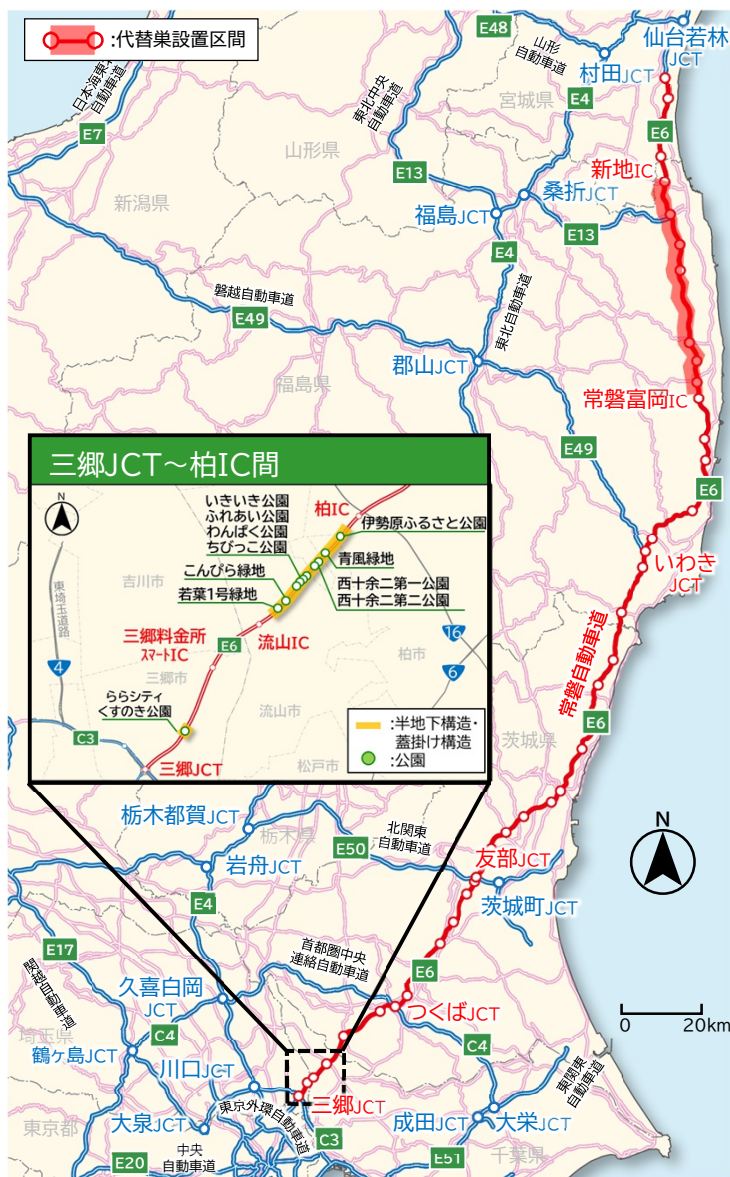 :代替巣設置区間
E48
仙台若林
JCT
山形
自動車道
村田JCT
宮城県
E4
日本海東北
自動車道
東北中央
自動車道
E7
E6
山形県
新地IC
E13
桑折JCT
新潟県
福島JCT
E13
E4
磐越自動車道
E49
東北自動車道
郡山JCT
福島県
常磐富岡IC
E49
E6
いわき
JCT
三郷JCT～柏IC間
N
いきいき公園
ふれあい公園
わんぱく公園
ちびっこ公園
柏IC
伊勢原ふるさと公園
青風緑地
こんぴら緑地
吉川市
西十余二第一公園
西十余二第二公園
若葉1号緑地
東埼玉道路
三郷料金所
スマートIC
E6
流山IC
16
柏市
4
三郷市
6
ららシティ
くすのき公園
流山市
C3
:半地下構造・
蓋掛け構造
:公園
三郷JCT
松戸市
常磐自動車道
E6
茨城県
栃木都賀JCT
栃木県
北関東
自動車道
E50
N
岩舟JCT
友部JCT
茨城町JCT
E4
E17
首都圏中央
連絡自動車道
関越自動車道
E6
久喜白岡
JCT
つくばJCT
0 20km
埼玉県
C4
C4
鶴ヶ島JCT
川口JCT
東関東
自動車道
三郷JCT
東京外環自動車道
大泉JCT
成田JCT
大栄JCT
東京都
C3
中央
自動車道
E20
E51
千葉県